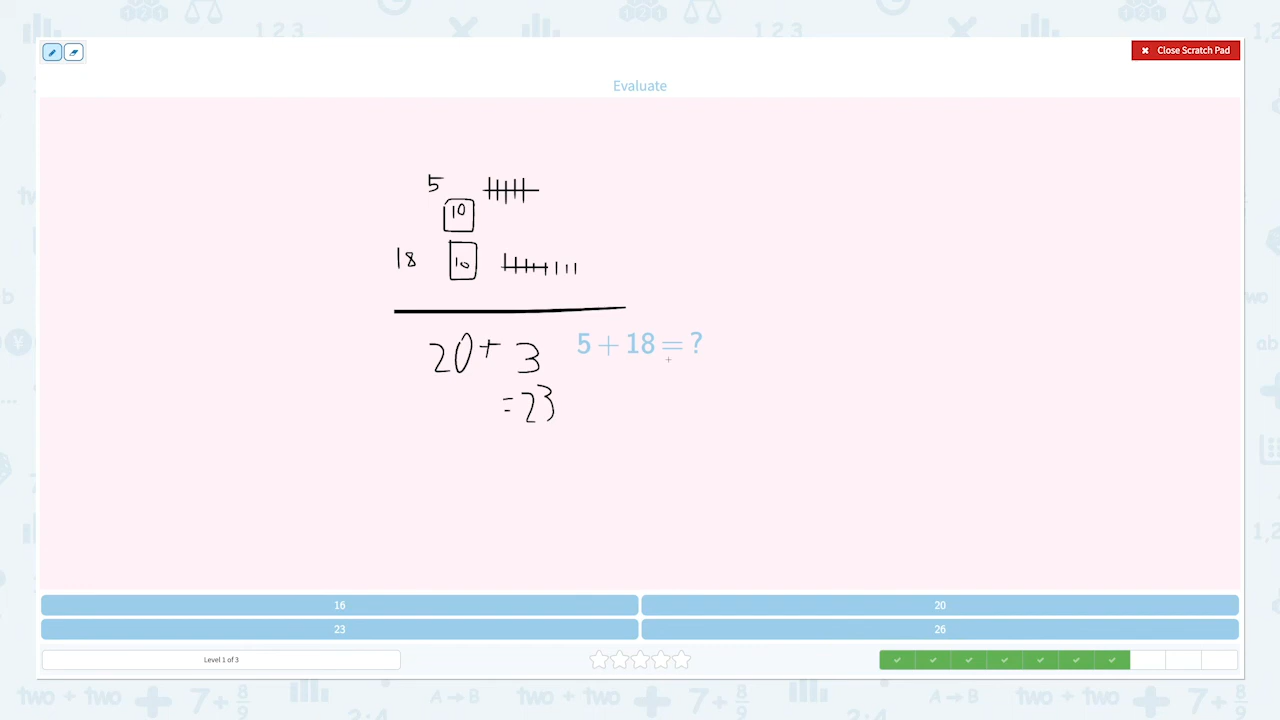 Close Scratch Pad
Evaluate
5
10
18 10
20 + 3
= 23
5 + 18 = ?
16
20
23
26
Level 1 of 3